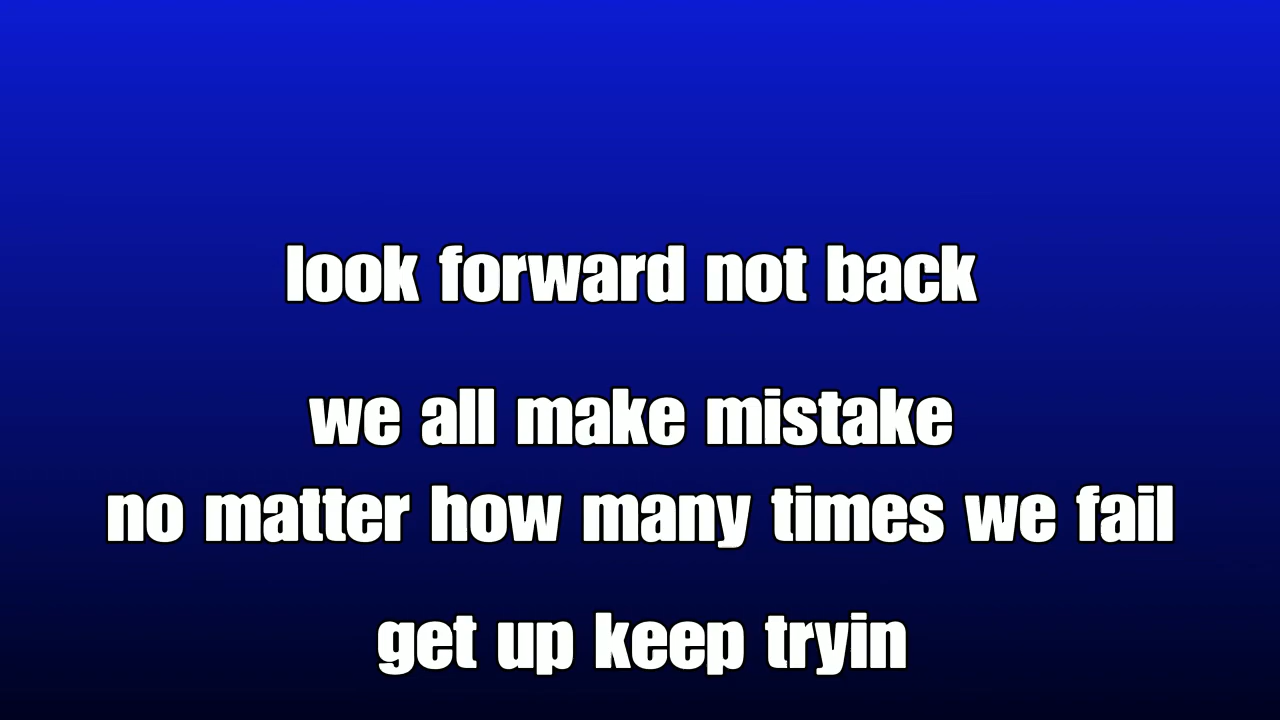 look forward not back
we all make mistake
no matter how many times we fail
get up keep tryin